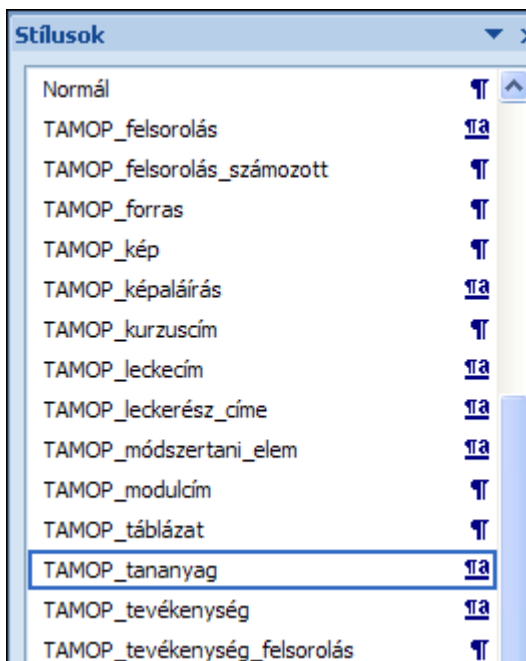 Stílusok
Normál ¶
TAMOP_felsorolás ¶a
TAMOP_felsorolás_számozott ¶
TAMOP_forras ¶
TAMOP_kép ¶
TAMOP_képaláírás ¶a
TAMOP_kurzuscím ¶
TAMOP_leckecím ¶a
TAMOP_leckerész_címe ¶a
TAMOP_módszertani_elem ¶a
TAMOP_modulcím ¶
TAMOP_táblázat ¶
TAMOP_tananyag ¶a
TAMOP_tevékenység ¶a
TAMOP_tevékenység_felsorolás ¶